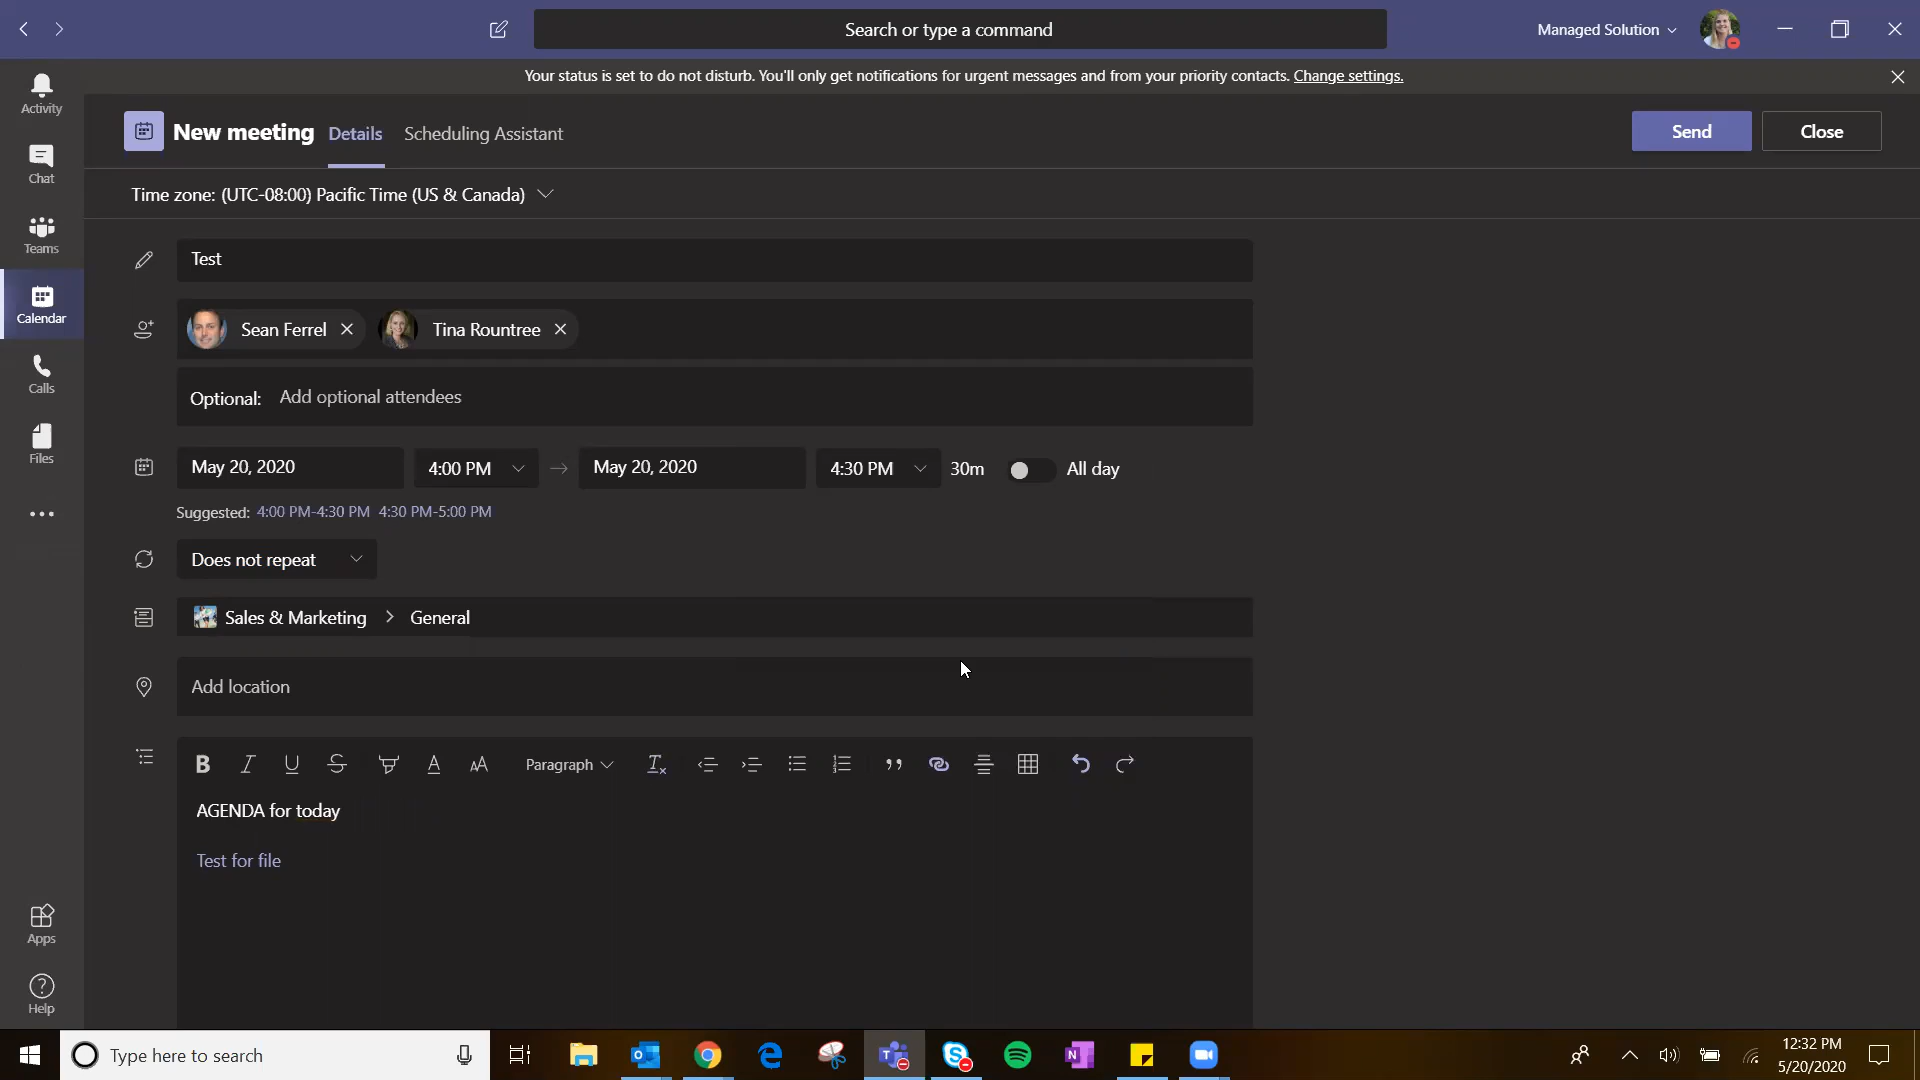 Search or type a command
Managed Solution
Your status is set to do not disturb. You'll only get notifications for urgent messages and from your priority contacts. Change settings.
Activity
Chat
Teams
Calendar
Calls
Files
Apps
Help
New meeting
Details
Scheduling Assistant
Send
Close
Time zone: (UTC-08:00) Pacific Time (US & Canada)
Test
Sean Ferrel
Tina Rountree
Optional: Add optional attendees
May 20, 2020
4:00 PM
May 20, 2020
4:30 PM
30m
All day
Suggested: 4:00 PM-4:30 PM 4:30 PM-5:00 PM
Does not repeat
Sales & Marketing > General
Add location
B I U S A AA Paragraph
AGENDA for today
Test for file
Type here to search
12:32 PM
5/20/2020